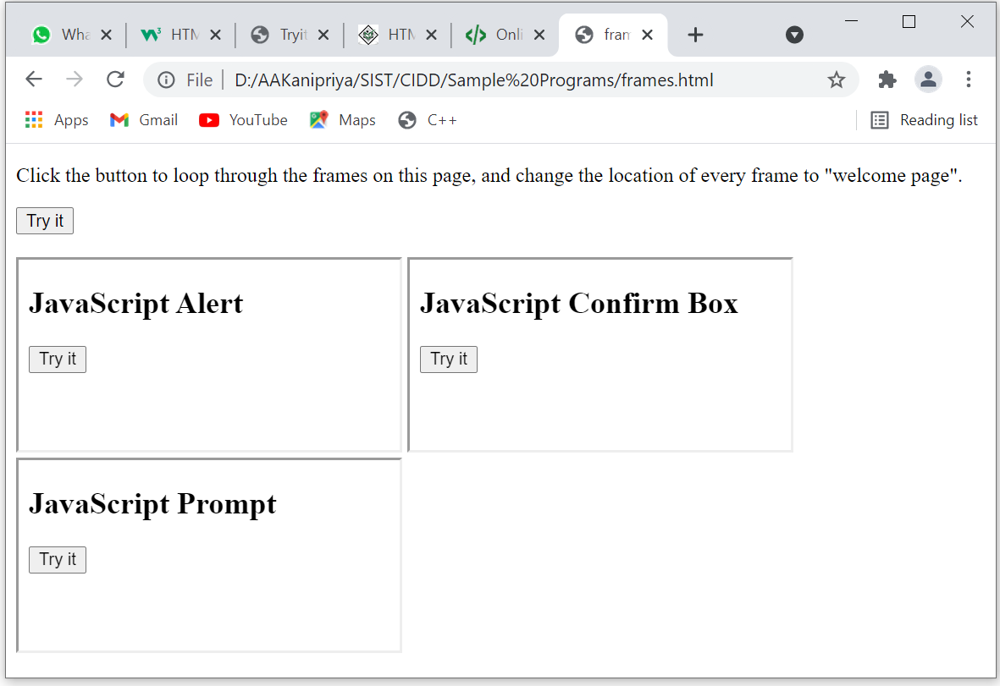 Wha HTM Tryit HTM Onli fram
File D:/AAKanipriya/SIST/CIDD/Sample%20Programs/frames.html
Apps Gmail YouTube Maps C++ Reading list
Click the button to loop through the frames on this page, and change the location of every frame to "welcome page".
Try it
JavaScript Alert
Try it
JavaScript Confirm Box
Try it
JavaScript Prompt
Try it